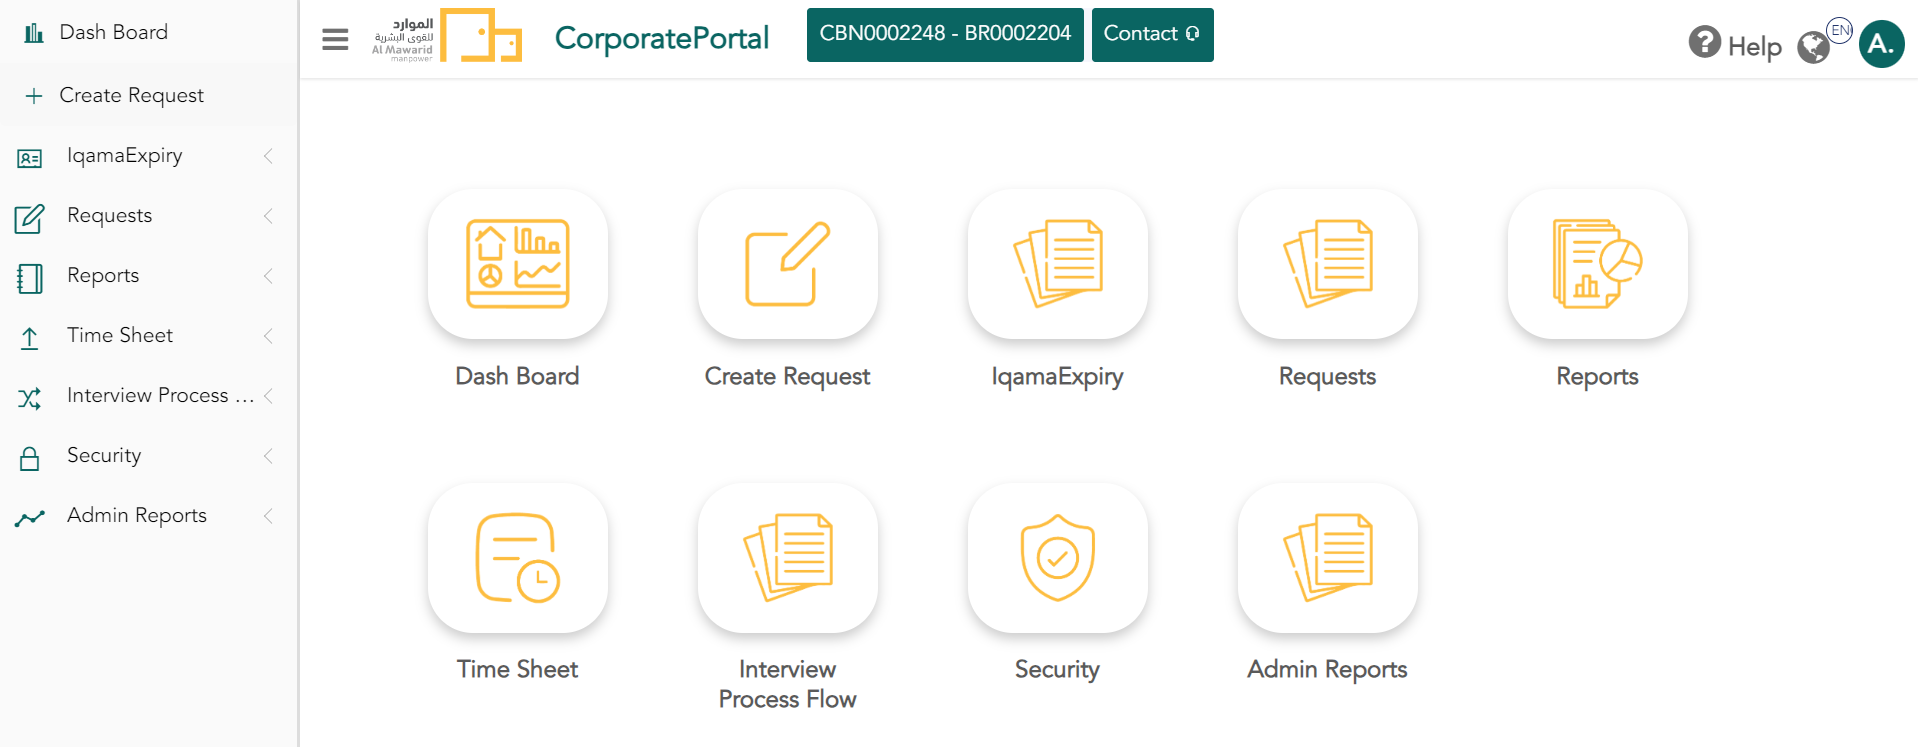 Dash Board
Create Request
IqamaExpiry
Requests
Reports
Time Sheet
Interview Process ...
Security
Admin Reports
الموارد
للقوى البشرية
Al Mawarid
manpower
CorporatePortal
CBN0002248 - BR0002204
Contact
? Help
EN
A.
Dash Board
Create Request
IqamaExpiry
Requests
Reports
Time Sheet
Interview
Process Flow
Security
Admin Reports